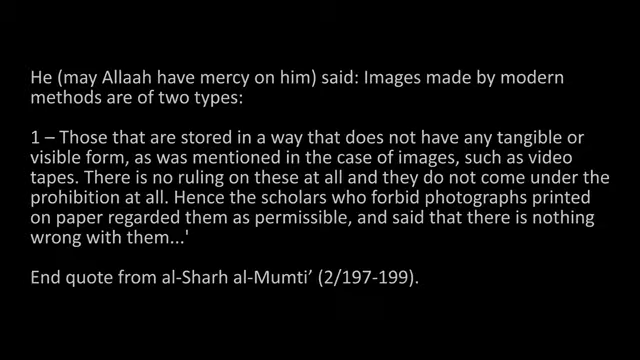 He (may Allaah have mercy on him) said: Images made by modern
methods are of two types:
1 – Those that are stored in a way that does not have any tangible or
visible form, as was mentioned in the case of images, such as video
tapes. There is no ruling on these at all and they do not come under the
prohibition at all. Hence the scholars who forbid photographs printed
on paper regarded them as permissible, and said that there is nothing
wrong with them...'
End quote from al-Sharh al-Mumti’ (2/197-199).